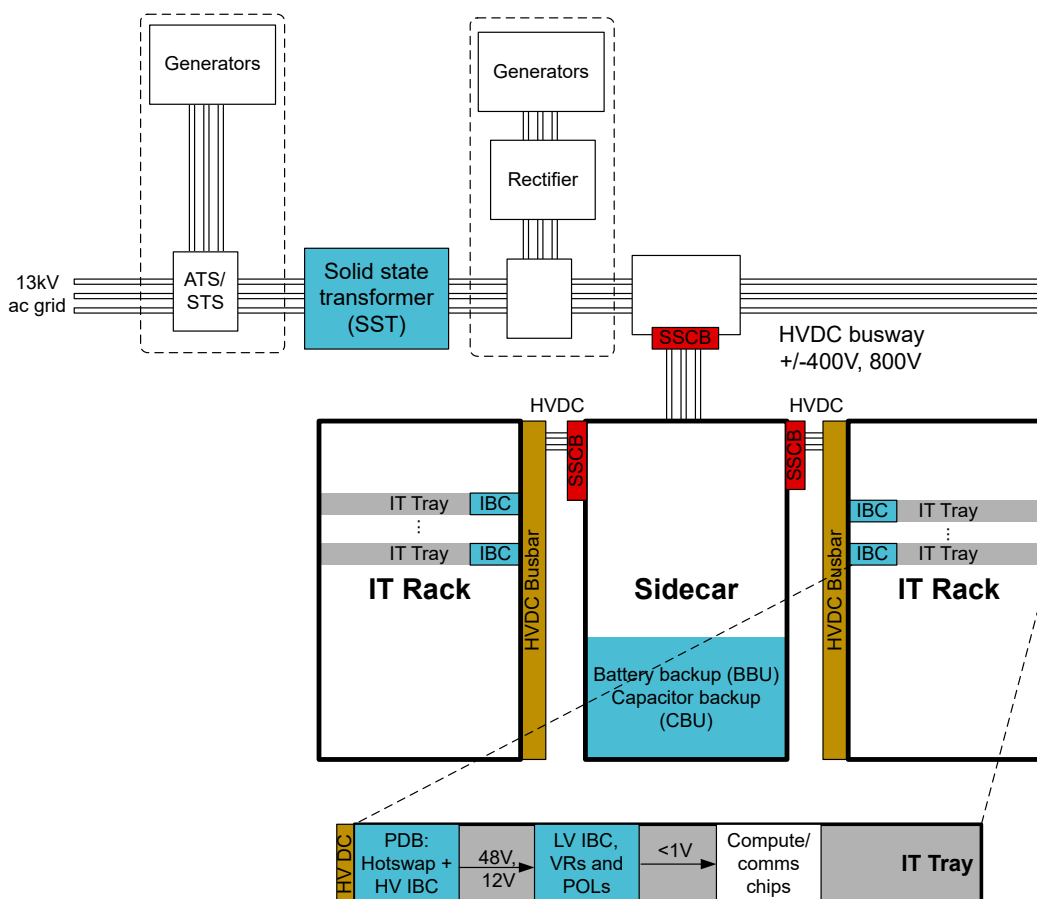 Generators
Generators
Rectifier
13kV
ac grid
ATS/
STS
Solid state
transformer
(SST)
SSCB
HVDC busway
+/-400V, 800V
HVDC
HVDC
SSCB
SSCB
IT Tray
IBC
...
IT Tray
IBC
IT Rack
HVDC Busbar
Sidecar
Battery backup (BBU)
Capacitor backup
(CBU)
HVDC Busbar
IBC
IT Tray
...
IBC
IT Tray
IT Rack
HV DC
PDB:
Hotswap +
HV IBC
48V,
12V
LV IBC,
VRs and
POLs
<1V
Compute/
comms
chips
IT Tray